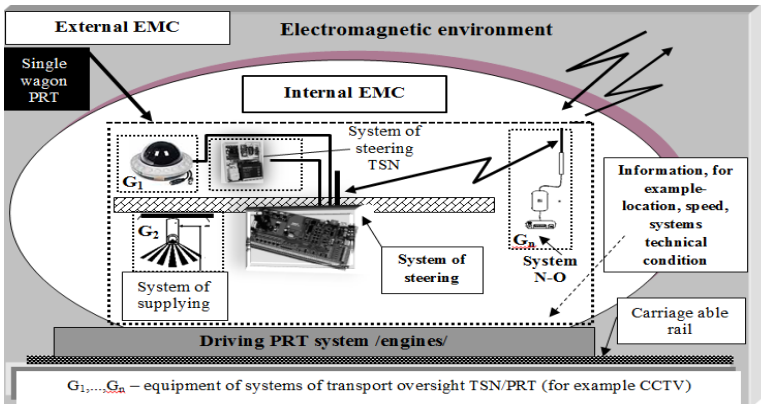 External EMC
Electromagnetic environment
Single
wagon
PRT
Internal EMC
System of
steering
TSN
G1
Information, for
example-
location, speed,
systems
technical
condition
G2
Gn
System
N-O
System of
steering
System of
supplying
Carriage able
rail
Driving PRT system /engines/
G1,...,Gn – equipment of systems of transport oversight TSN/PRT (for example CCTV)